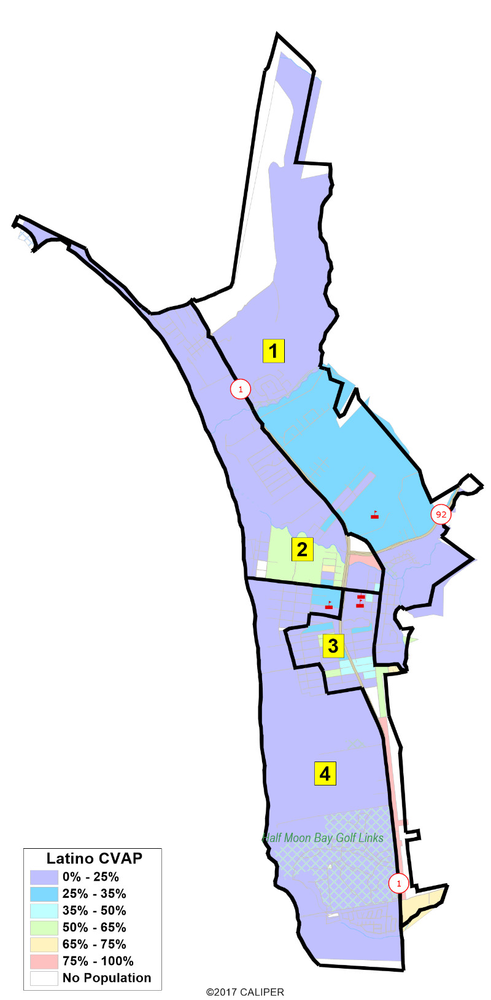 1
1
92
2
3
4
Half Moon Bay Golf Links
1
Latino CVAP
0% - 25%
25% - 35%
35% - 50%
50% - 65%
65% - 75%
75% - 100%
No Population
©2017 CALIPER